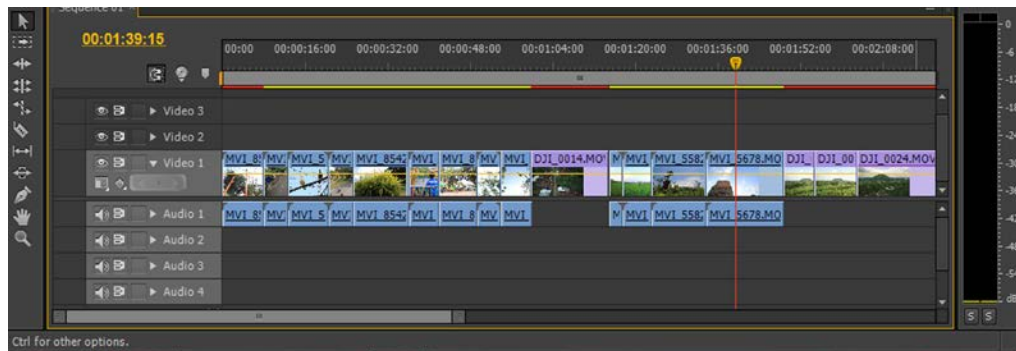 Sequence 01
00:01:39:15
00:00 00:00:16:00 00:00:32:00 00:00:48:00 00:01:04:00 00:01:20:00 00:01:36:00 00:01:52:00 00:02:08:00
Video 3
Video 2
Video 1
MVI_8 MVI MVI_5 MVI MVI_8542 MVI MVI_8 MVI MVI DJI_0014.MO M MVI MVI_558 MVI_5678.MO DJI_ DJI_00 DJI_0024.MOV
Audio 1
MVI_8 MVI MVI_5 MVI MVI_8542 MVI MVI_8 MVI MVI M MVI MVI_558 MVI_5678.MO
Audio 2
Audio 3
Audio 4
0
-6
-12
-18
-24
-30
-36
-42
-48
-54
dB
S S
Ctrl for other options.